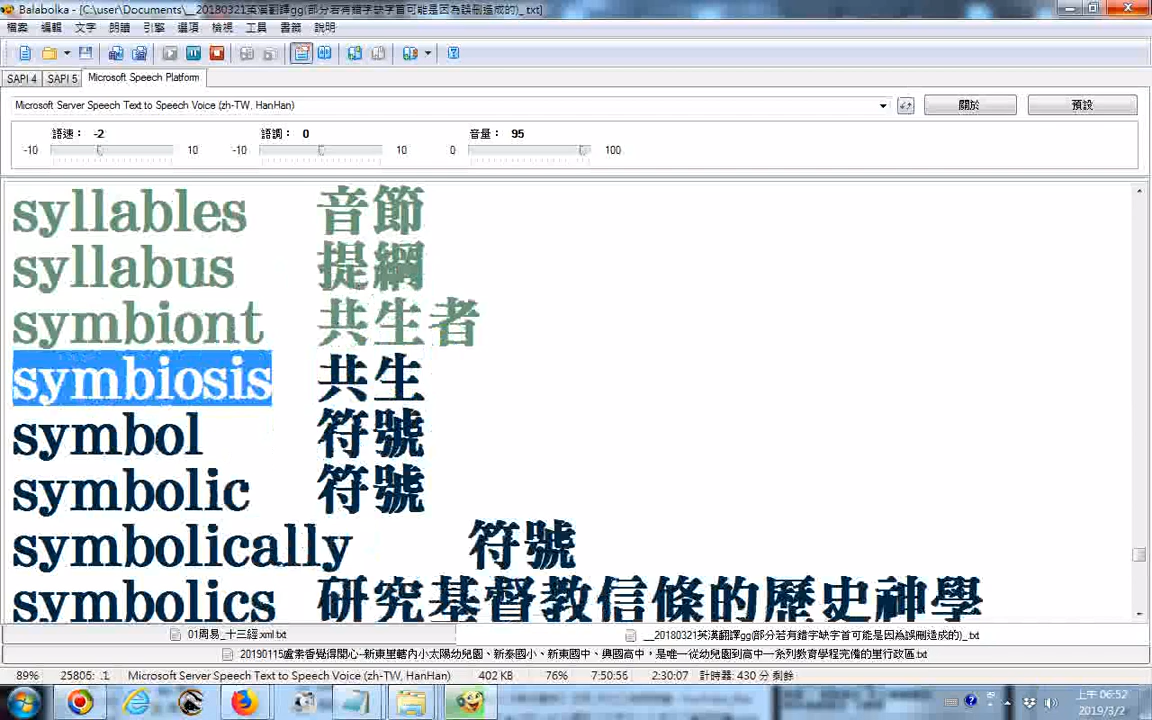 Balabolka - [C:\user\Documents\__20180321英漢翻譯gg(部分若有錯字缺字首可能是因為誤刪造成的)_.txt]
檔案 編輯 文字 朗讀 引擎 選項 檢視 工具 書籤 說明
SAPI 4 SAPI 5 Microsoft Speech Platform
Microsoft Server Speech Text to Speech Voice (zh-TW, HanHan) 關於 預設
語速： -2 語調： 0 音量： 95
-10 10 -10 10 0 100
syllables 音節
syllabus 提綱
symbiont 共生者
symbiosis 共生
symbol 符號
symbolic 符號
symbolically 符號
symbolics 研究基督教信條的歷史神學
01周易_十三經.xml.txt __20180321英漢翻譯gg(部分若有錯字缺字首可能是因為誤刪造成的)_.txt
20190115盧素香覺得開心-新東里轄內小太陽幼兒園、新泰國小、新東國中、興國高中，是唯一從幼兒園到高中一系列教育學程完備的里行政區.txt
89% 25805: .1 Microsoft Server Speech Text to Speech Voice (zh-TW, HanHan) 402 KB 76% 7:50:56 2:30:07 計時器: 430 分 剩餘
上午 06:52
2019/3/2